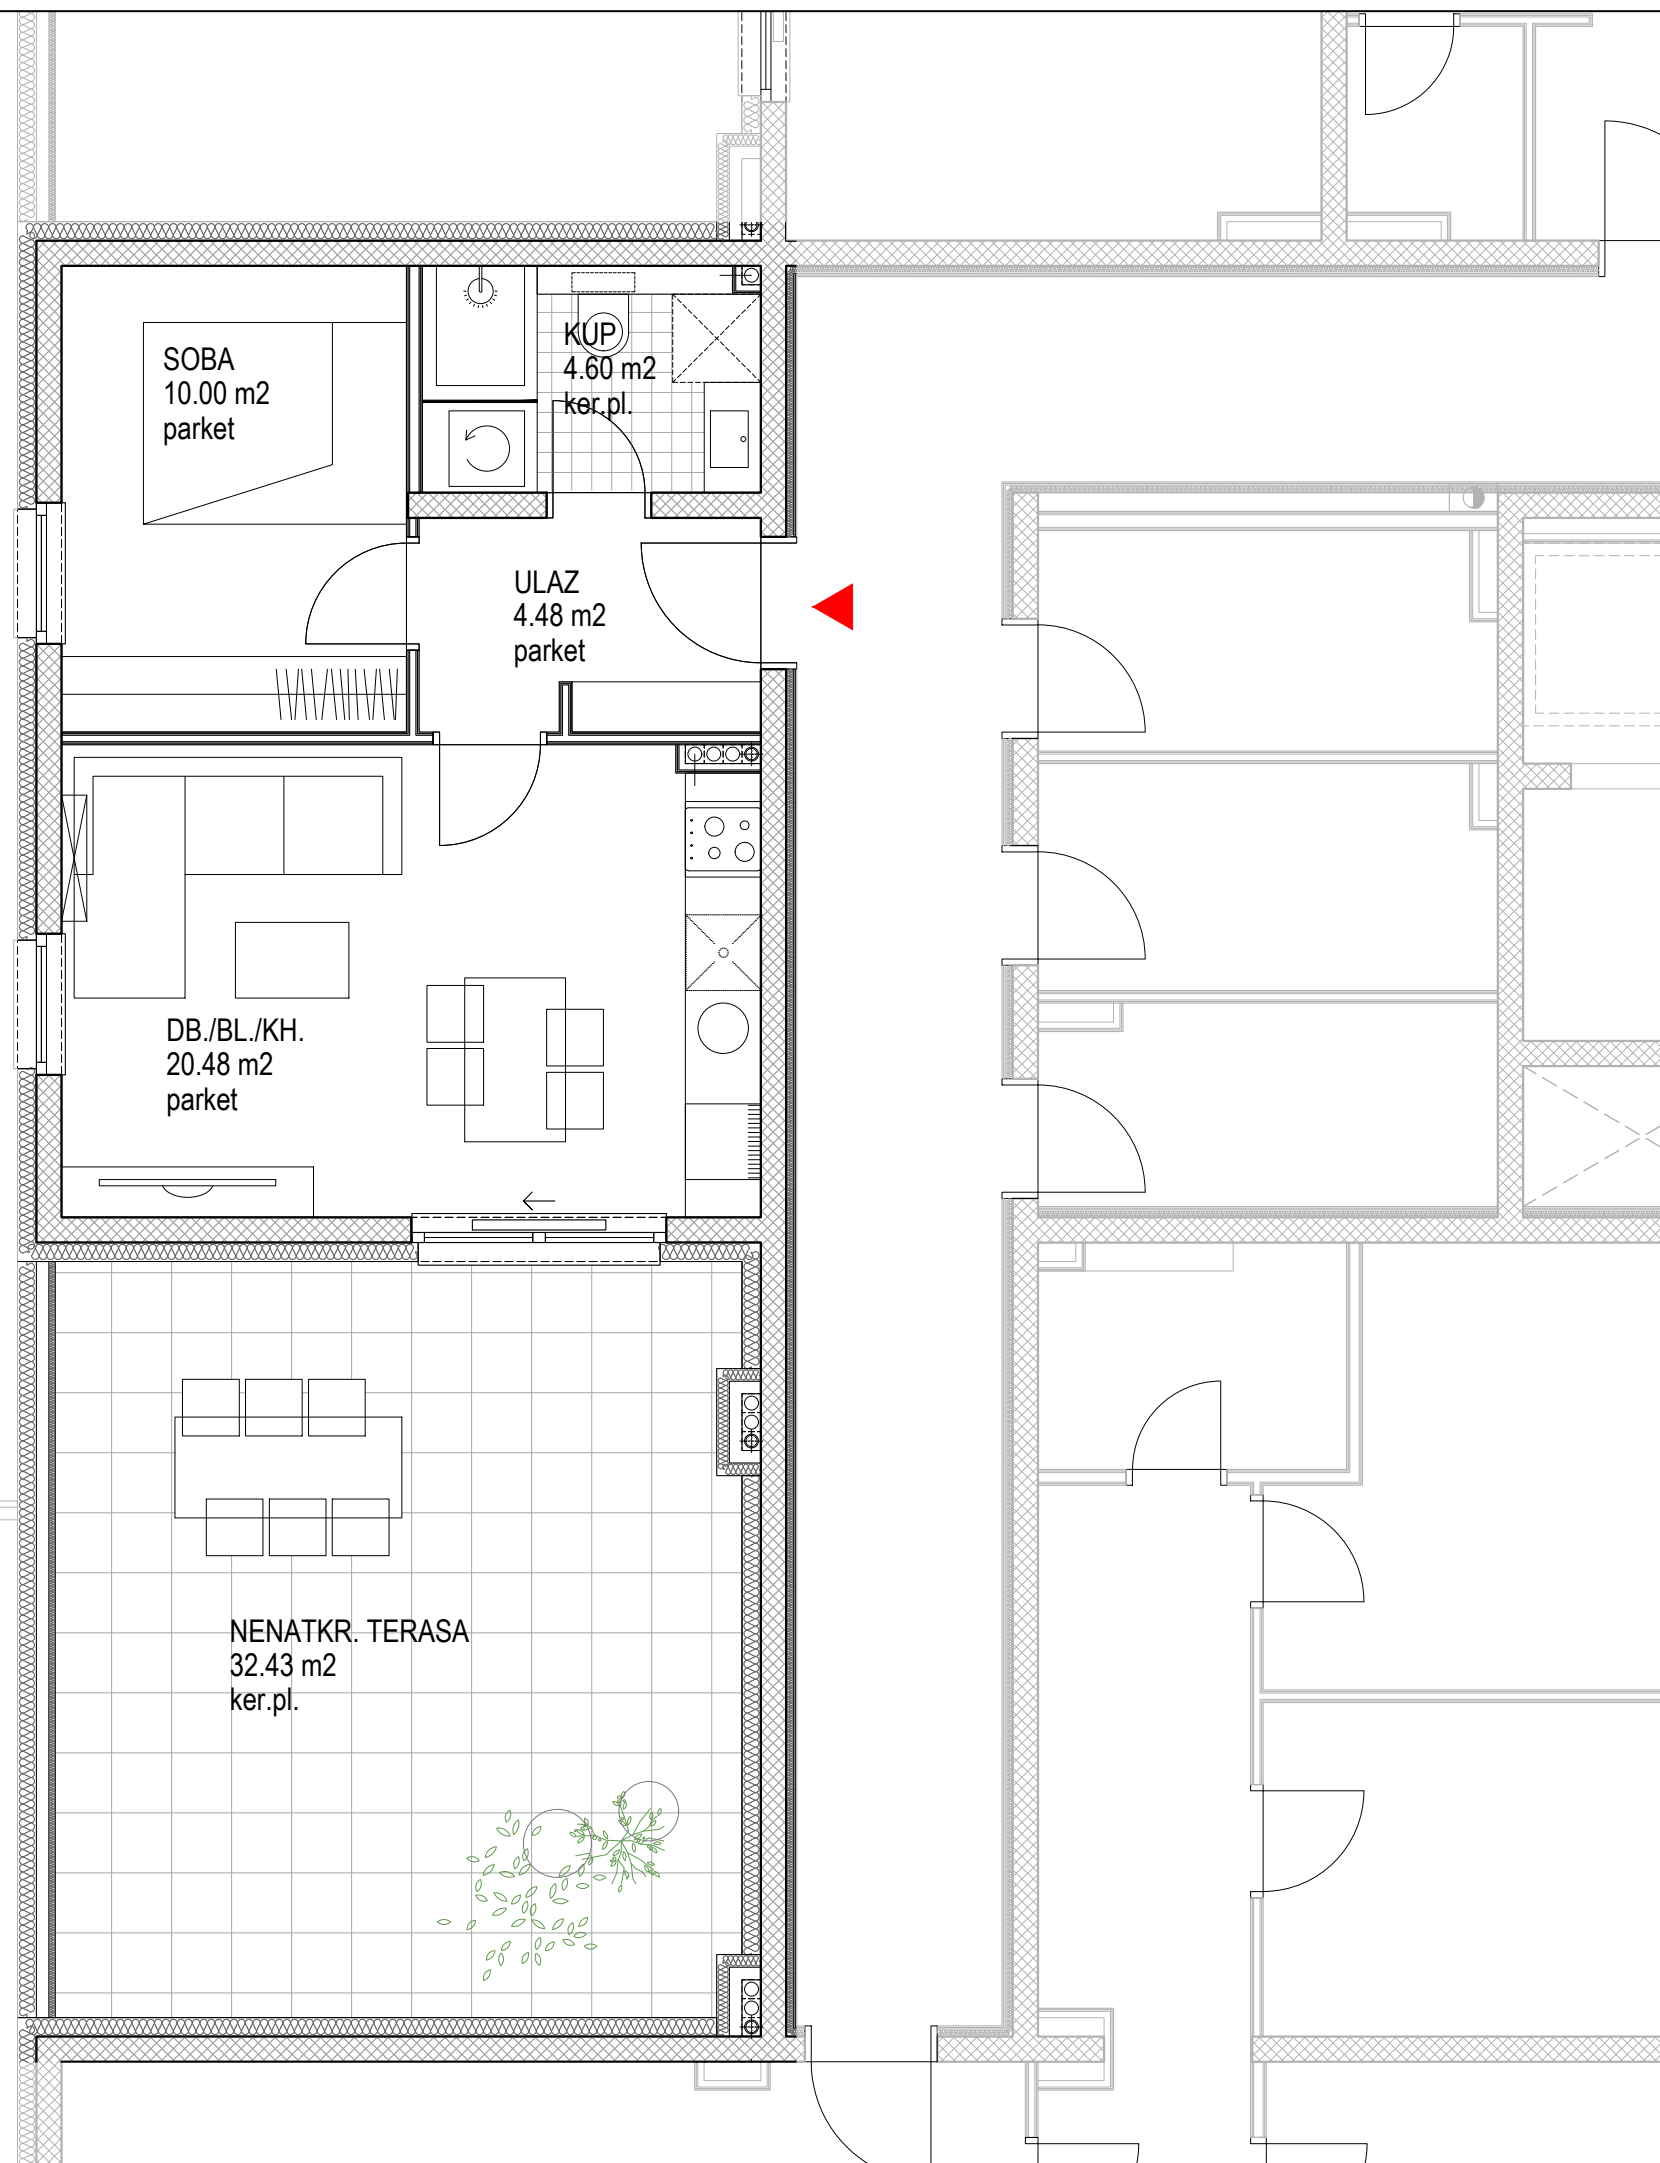 SOBA
10.00 m2
parket
KUP
4.60 m2
ker.pl.
ULAZ
4.48 m2
parket
DB./BL./KH.
20.48 m2
parket
NENATKR. TERASA
32.43 m2
ker.pl.